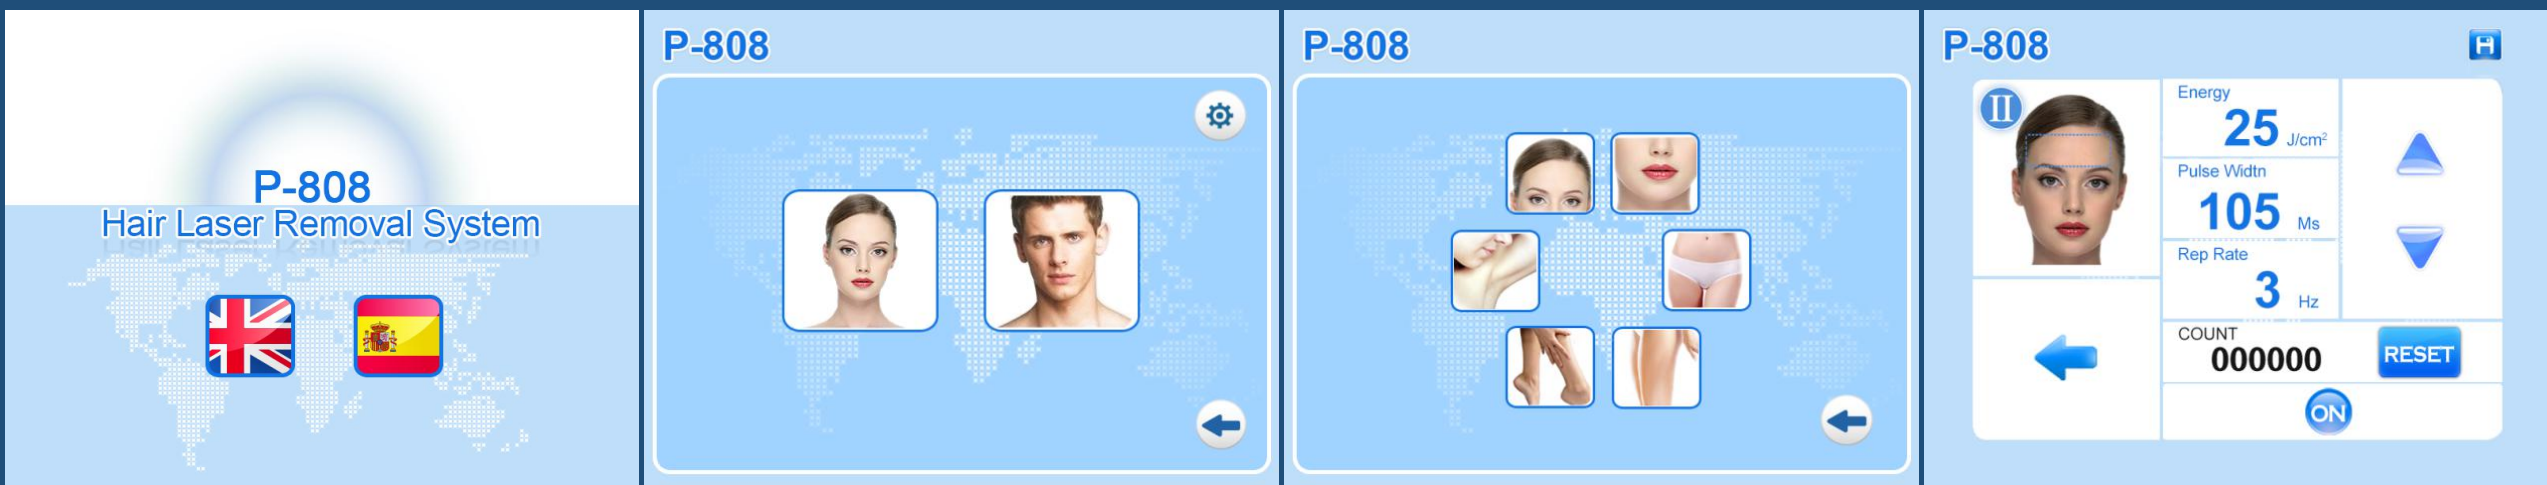 P-808
Hair Laser Removal System
P-808
P-808
P-808
II
Energy
25 J/cm²
Pulse Widtn
105 Ms
Rep Rate
3 Hz
COUNT
000000
RESET
ON